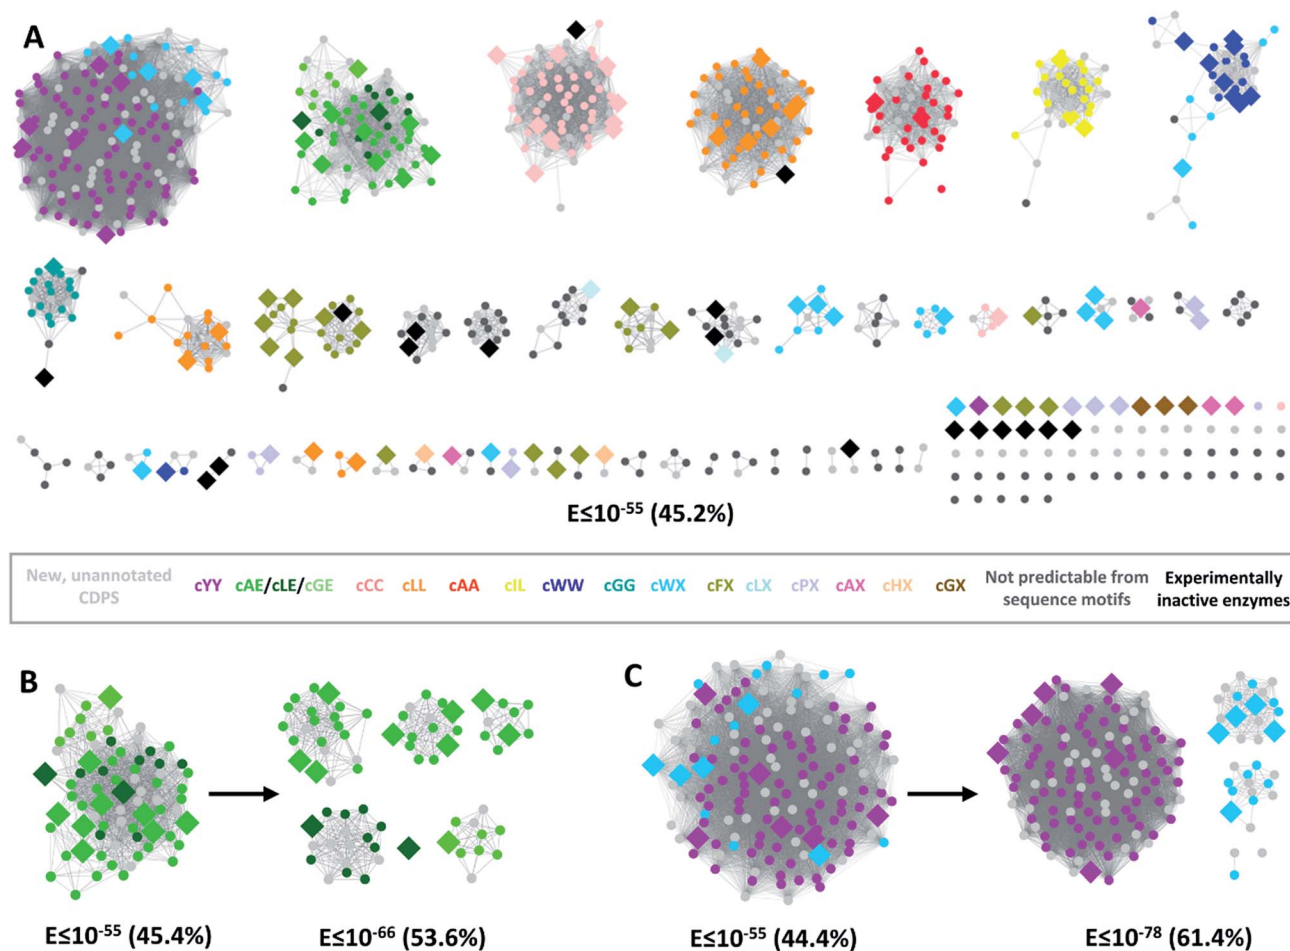 A
E≤10⁻⁵⁵ (45.2%)
New, unannotated
CDPS
cYY
cAE/cLE/cGE
cCC
cLL
cAA
cIL
cWW
cGG
cWX
cFX
cLX
cPX
cAX
cHX
cGX
Not predictable from
sequence motifs
Experimentally
inactive enzymes
B
C
E≤10⁻⁵⁵ (45.4%)
E≤10⁻⁶⁶ (53.6%)
E≤10⁻⁵⁵ (44.4%)
E≤10⁻⁷⁸ (61.4%)